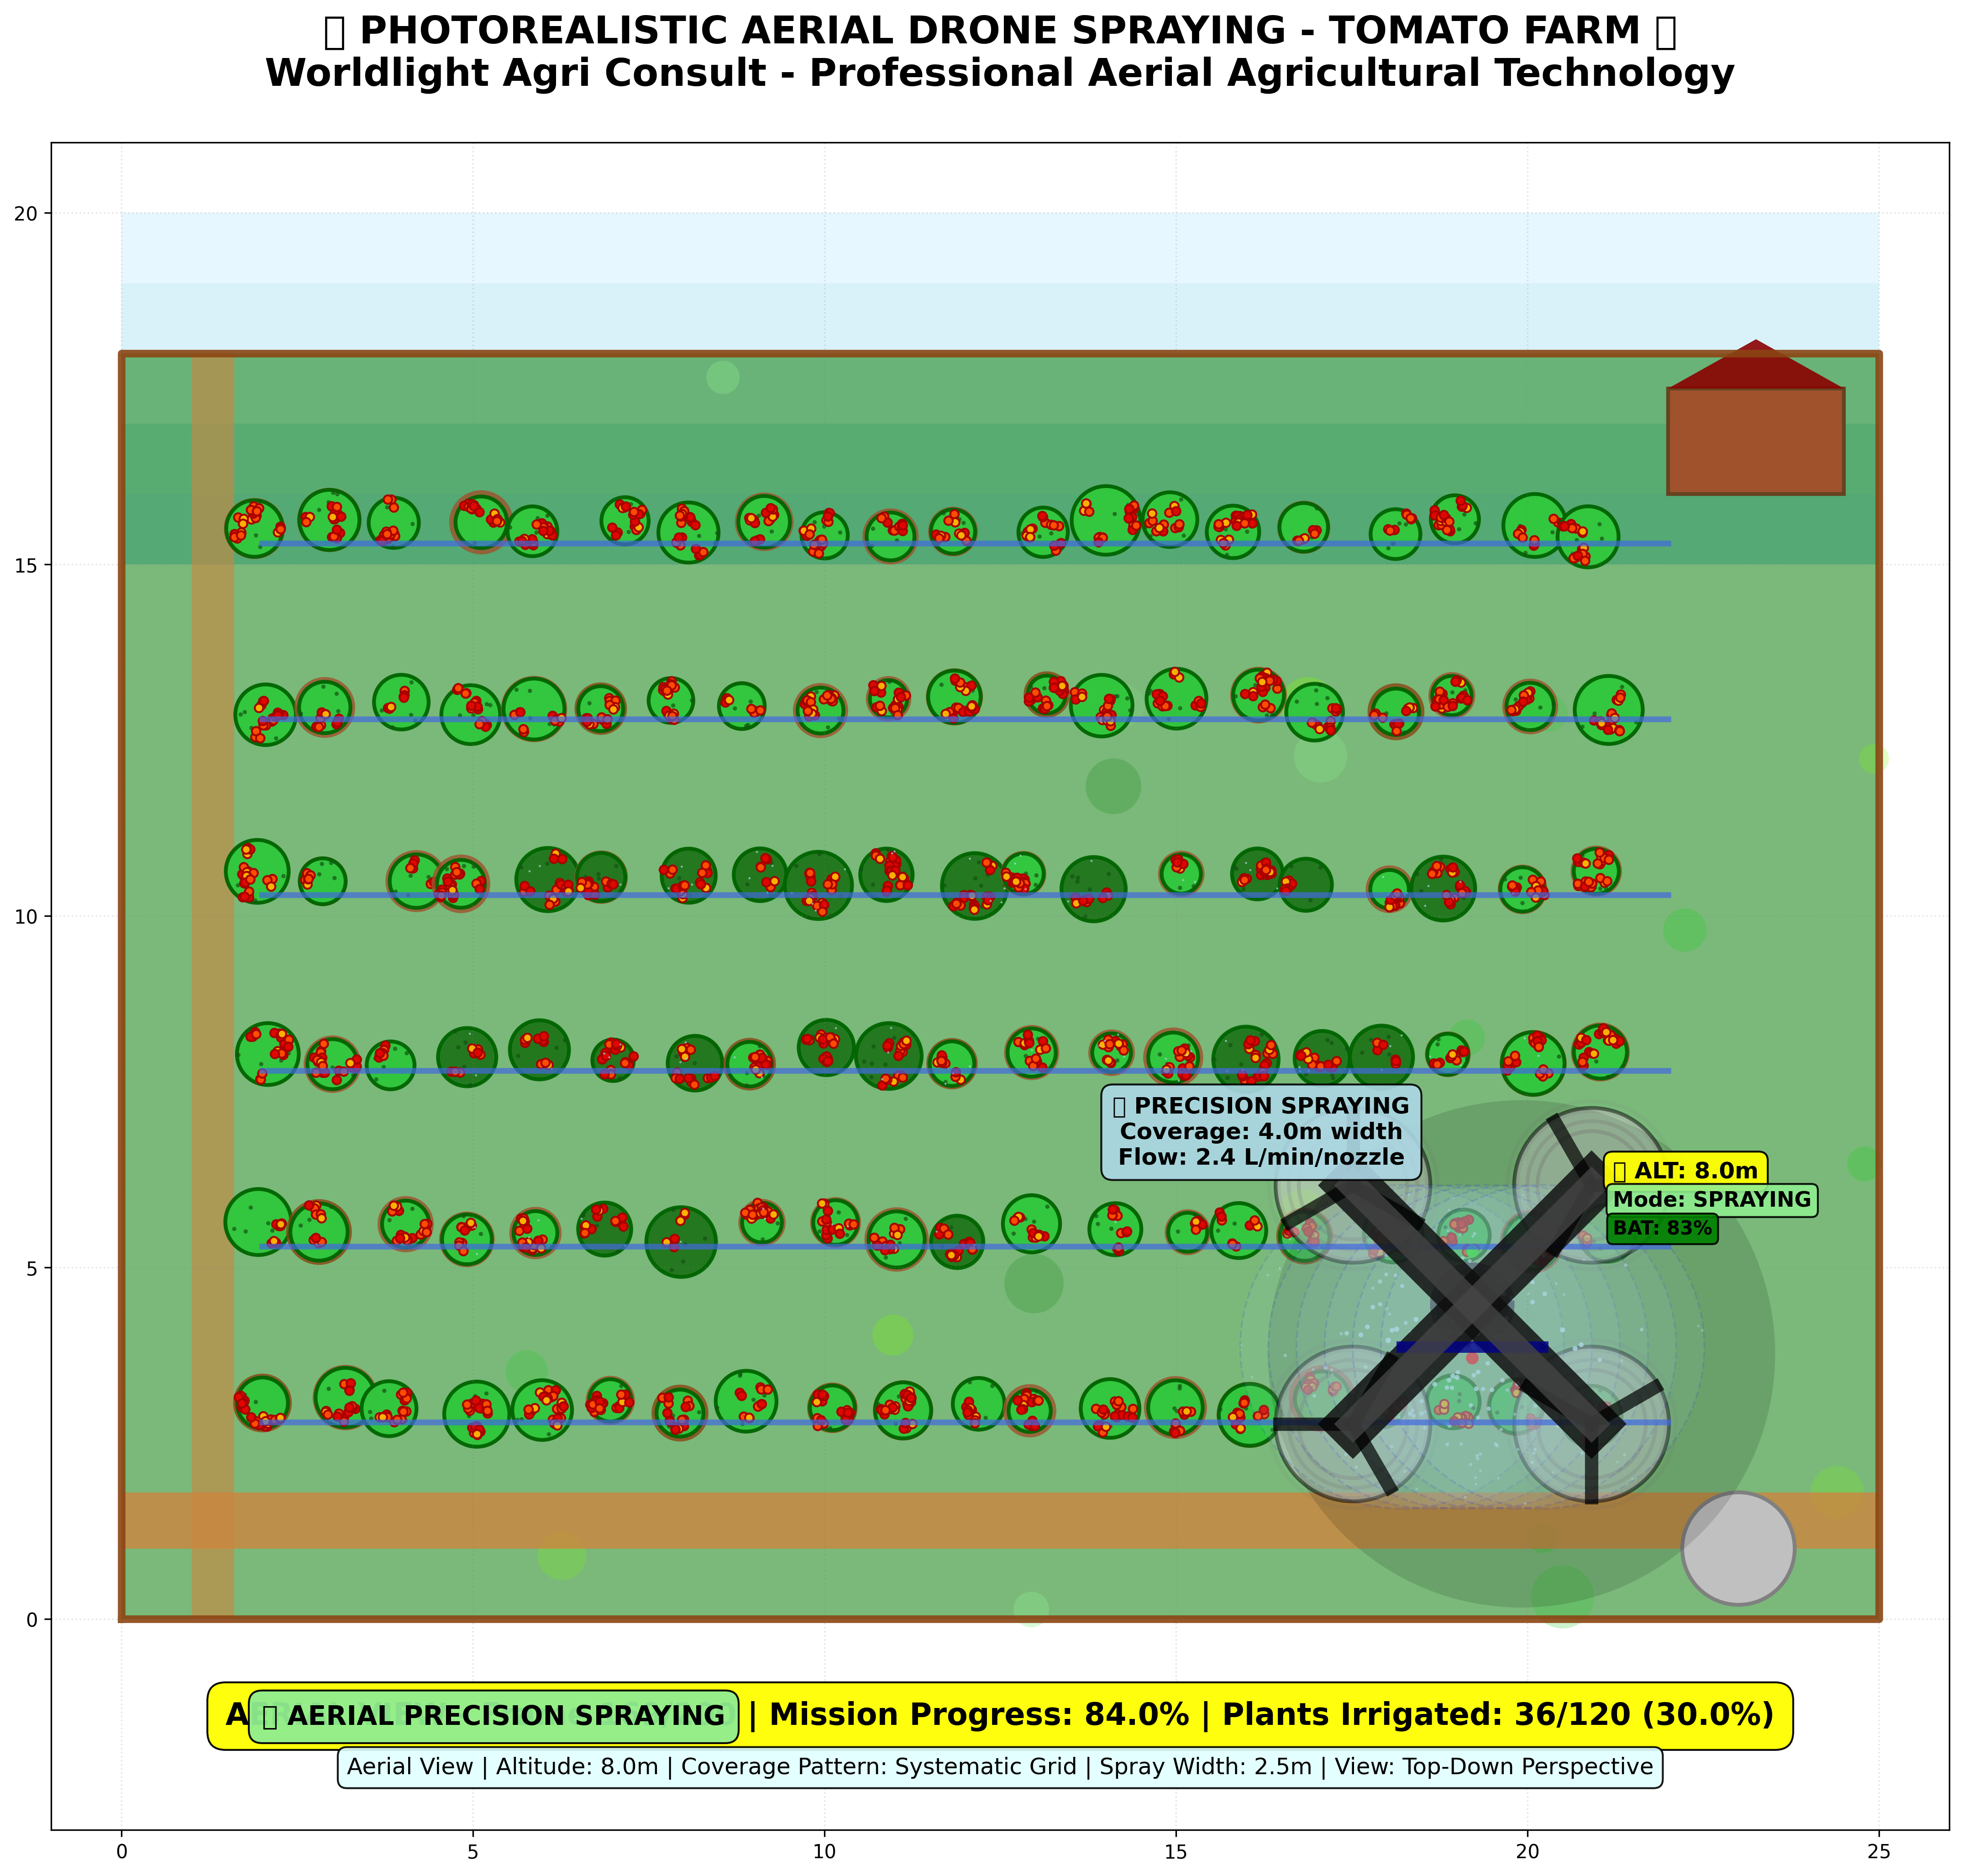 ▯ PHOTOREALISTIC AERIAL DRONE SPRAYING - TOMATO FARM ▯
Worldlight Agri Consult - Professional Aerial Agricultural Technology
20
15
10
5
0
▯ PRECISION SPRAYING
Coverage: 4.0m width
Flow: 2.4 L/min/nozzle
▯ ALT: 8.0m
Mode: SPRAYING
BAT: 83%
▯ AERIAL PRECISION SPRAYING | Mission Progress: 84.0% | Plants Irrigated: 36/120 (30.0%)
Aerial View | Altitude: 8.0m | Coverage Pattern: Systematic Grid | Spray Width: 2.5m | View: Top-Down Perspective
0 5 10 15 20 25